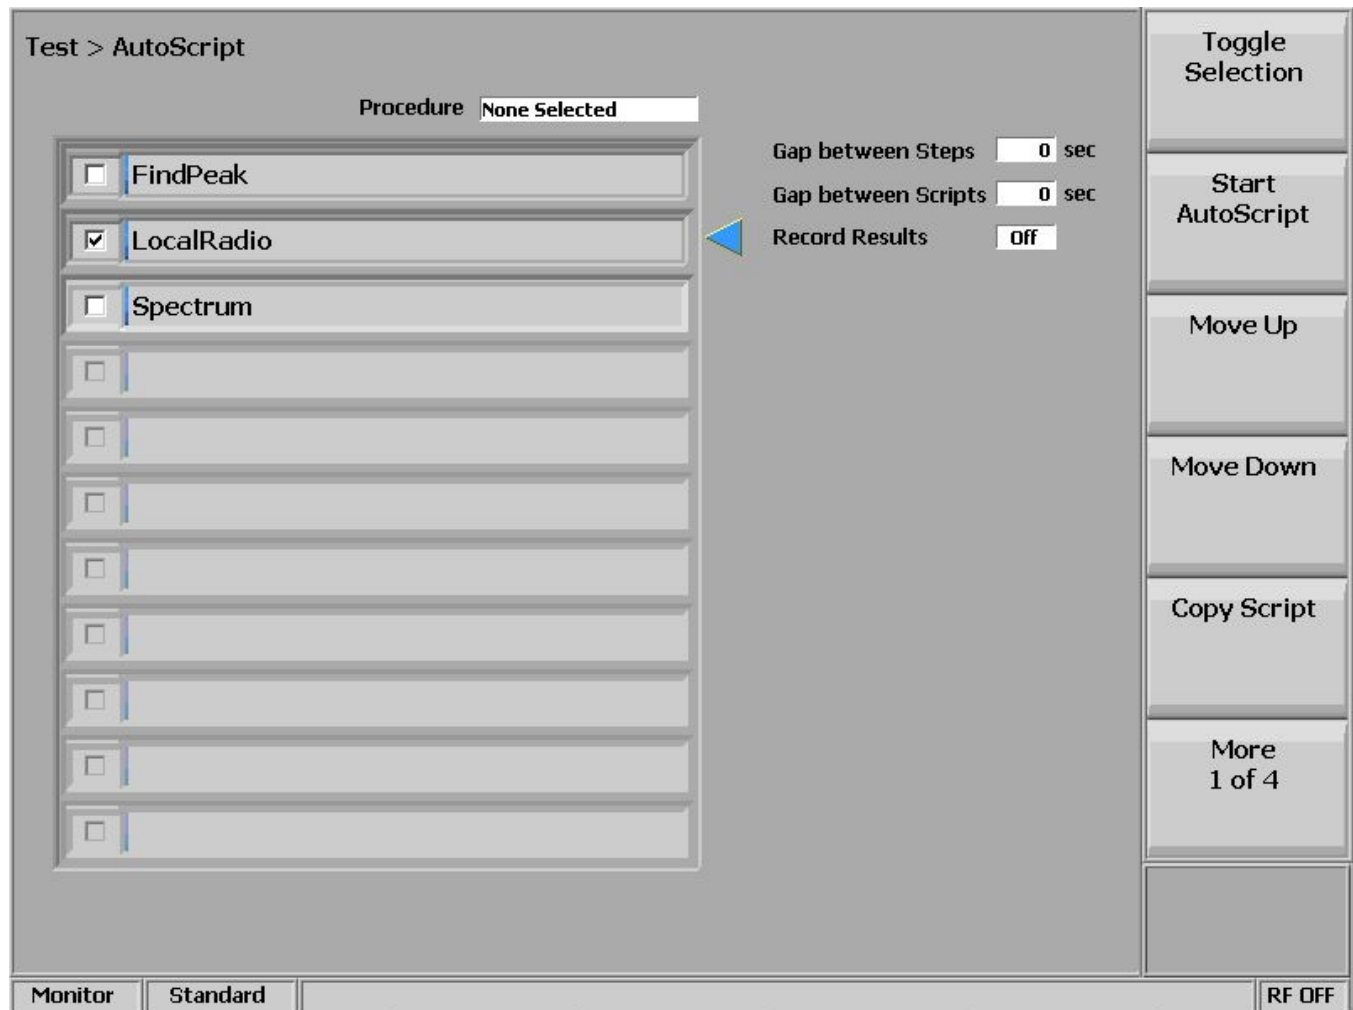 Test > AutoScript
Procedure None Selected
FindPeak
LocalRadio
Spectrum
Gap between Steps 0 sec
Gap between Scripts 0 sec
Record Results Off
Toggle
Selection
Start
AutoScript
Move Up
Move Down
Copy Script
More
1 of 4
Monitor Standard RF OFF